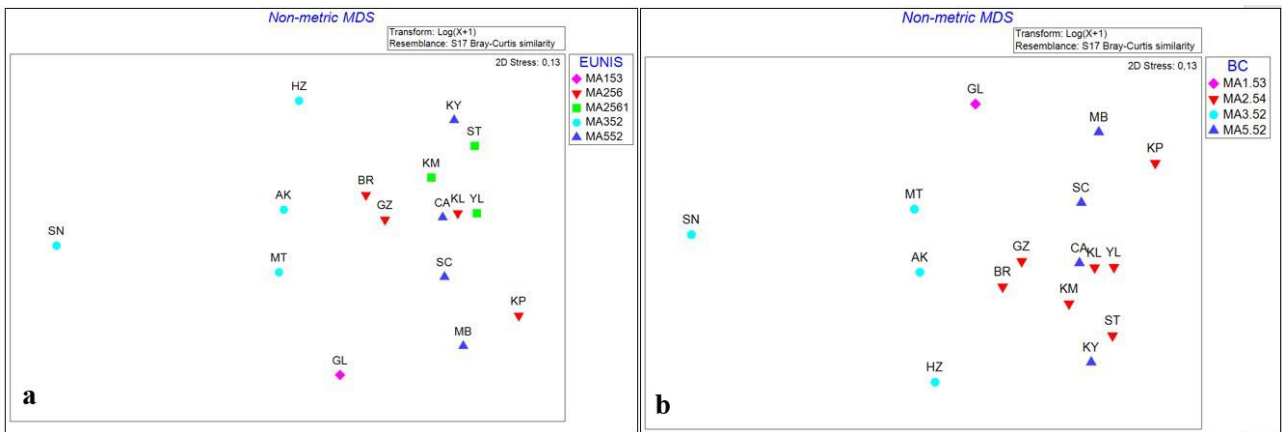 Non-metric MDS
Transform: Log(X+1)
Resemblance: S17 Bray-Curtis similarity
2D Stress: 0,13
EUNIS
MA153
MA256
MA2561
MA352
MA552
HZ
KY
ST
KM
BR
AK
GZ
CA
KL
YL
SN
MT
SC
KP
MB
GL
a
Non-metric MDS
Transform: Log(X+1)
Resemblance: S17 Bray-Curtis similarity
2D Stress: 0,13
BC
MA1.53
MA2.54
MA3.52
MA5.52
GL
MB
KP
MT
SC
SN
GZ
CA
KL
YL
AK
BR
KM
ST
KY
HZ
b